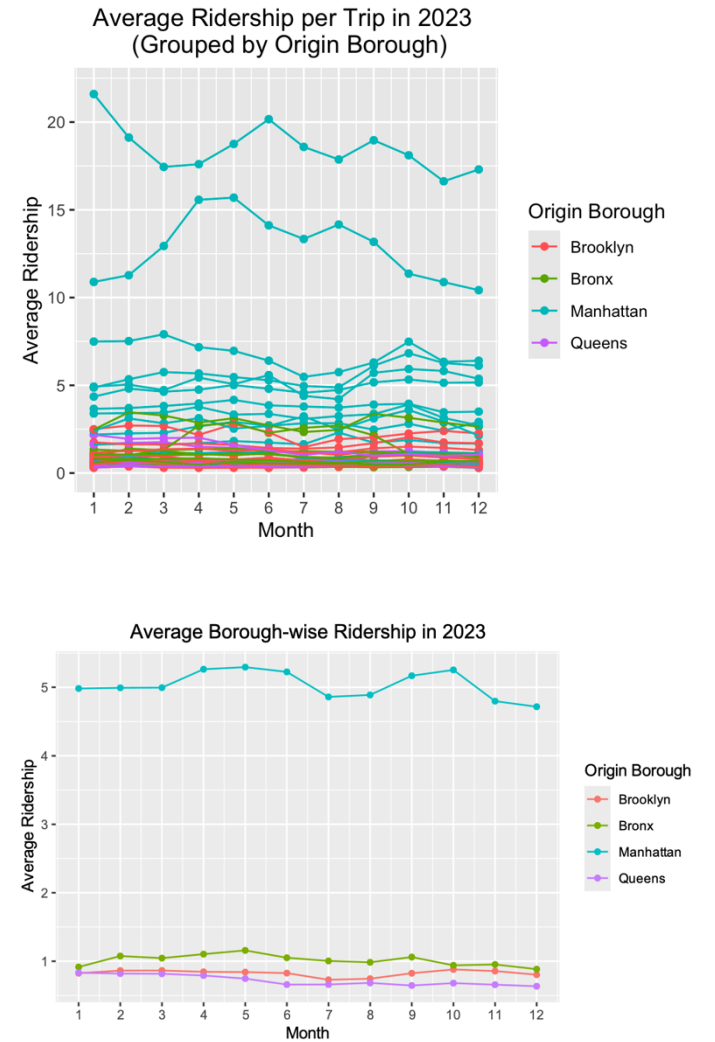 Average Ridership per Trip in 2023
(Grouped by Origin Borough)
20
15
10
5
0
Average Ridership
1 2 3 4 5 6 7 8 9 10 11 12
Month
Origin Borough
Brooklyn
Bronx
Manhattan
Queens
Average Borough-wise Ridership in 2023
5
4
3
2
1
Average Ridership
1 2 3 4 5 6 7 8 9 10 11 12
Month
Origin Borough
Brooklyn
Bronx
Manhattan
Queens